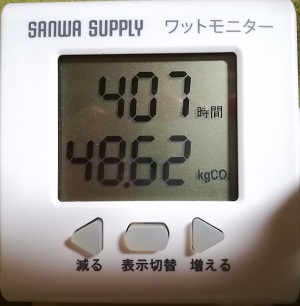 SANWA SUPPLY ワットモニター
407 時間
48.62 kgCO₂
減る 表示切替 増える